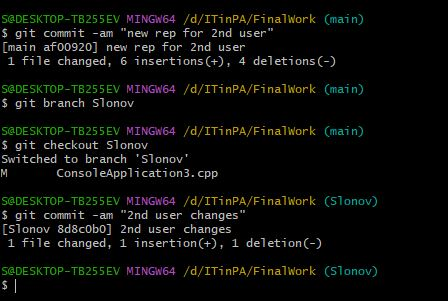 S@DESKTOP-TB255EV MINGW64 /d/ITinPA/FinalWork (main)
$ git commit -am "new rep for 2nd user"
[main af00920] new rep for 2nd user
 1 file changed, 6 insertions(+), 4 deletions(-)

S@DESKTOP-TB255EV MINGW64 /d/ITinPA/FinalWork (main)
$ git branch Slonov

S@DESKTOP-TB255EV MINGW64 /d/ITinPA/FinalWork (main)
$ git checkout Slonov
Switched to branch 'Slonov'
M       ConsoleApplication3.cpp

S@DESKTOP-TB255EV MINGW64 /d/ITinPA/FinalWork (Slonov)
$ git commit -am "2nd user changes"
[Slonov 8d8c0b0] 2nd user changes
 1 file changed, 1 insertion(+), 1 deletion(-)

S@DESKTOP-TB255EV MINGW64 /d/ITinPA/FinalWork (Slonov)
$